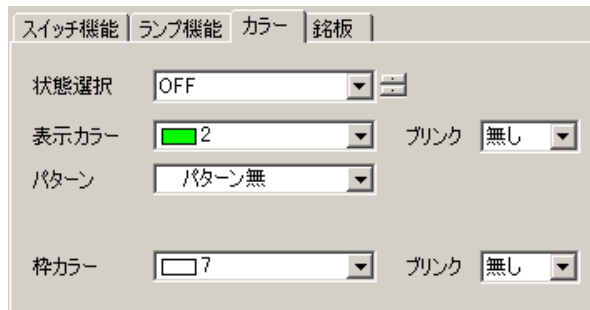 スイッチ機能 ランプ機能 カラー 銘板
状態選択 OFF
表示カラー 2 ブリンク 無し
パターン パターン無
枠カラー 7 ブリンク 無し